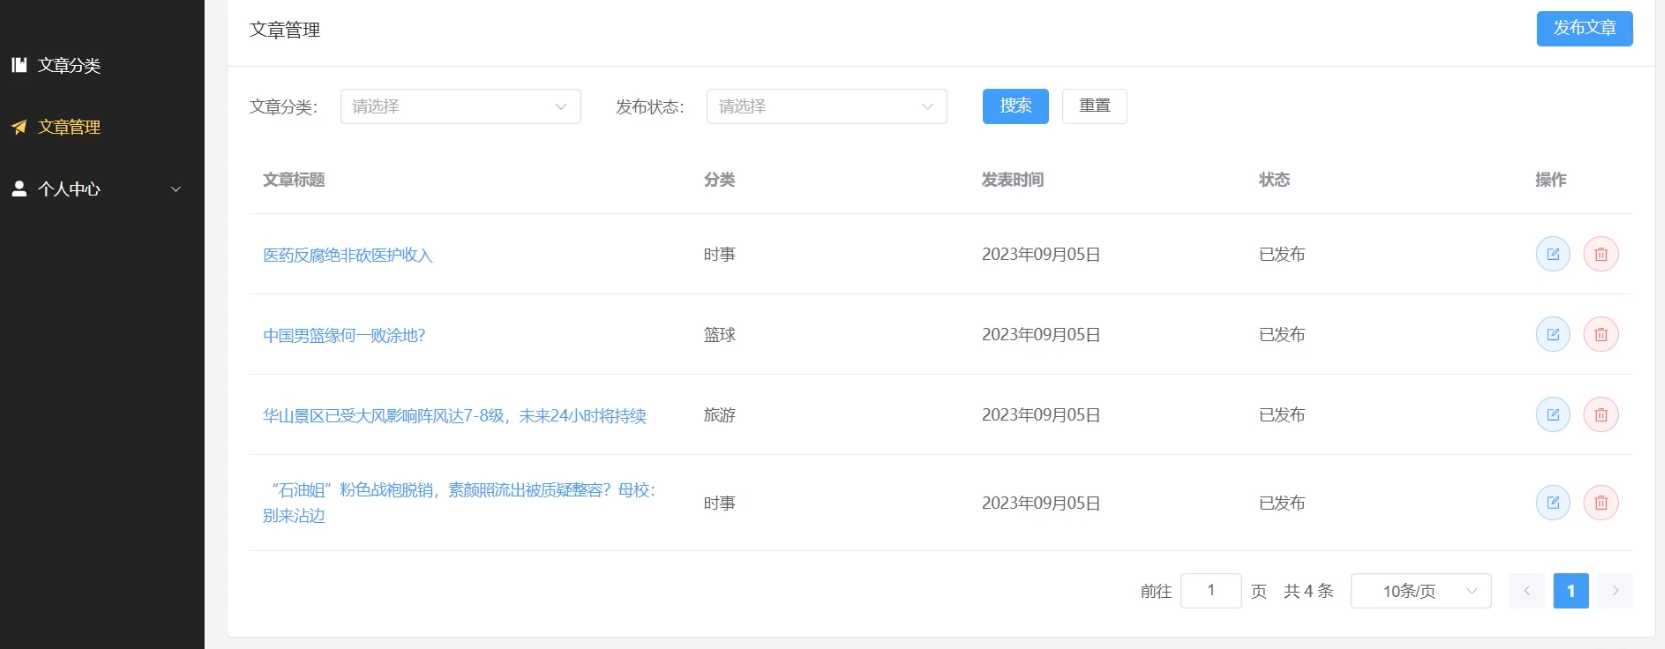 文章管理
发布文章
文章分类
文章管理
个人中心
文章分类： 请选择 发布状态： 请选择 搜索 重置
文章标题 分类 发表时间 状态 操作
医药反腐绝非砍医护收入 时事 2023年09月05日 已发布
中国男篮缘何一败涂地？ 篮球 2023年09月05日 已发布
华山景区已受大风影响阵风达7-8级，未来24小时将持续 旅游 2023年09月05日 已发布
“石油姐”粉色战袍脱销，素颜照流出被质疑整容？母校：
别来沾边
时事 2023年09月05日 已发布
前往 1 页 共 4 条 10条/页 1